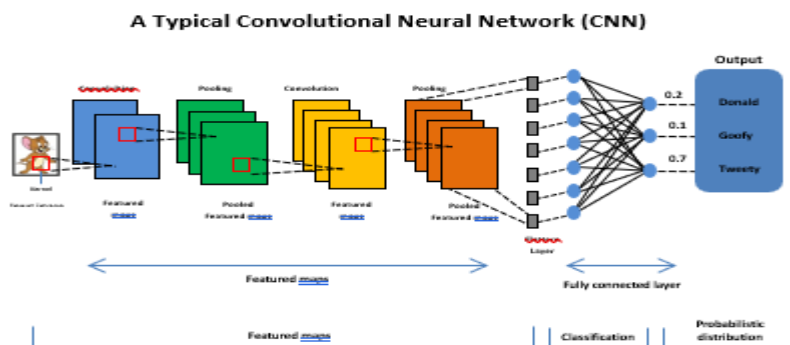 A Typical Convolutional Neural Network (CNN)
Output
Convolution
Pooling
Convolution
Pooling
0.2
Donald
0.1
Goofy
0.7
Tweety
Kernel
Featured
maps
Pooled
Featured maps
Featured
maps
Pooled
Featured maps
Layer
Featured maps
Fully connected layer
Featured maps
Classification
Probabilistic
distribution